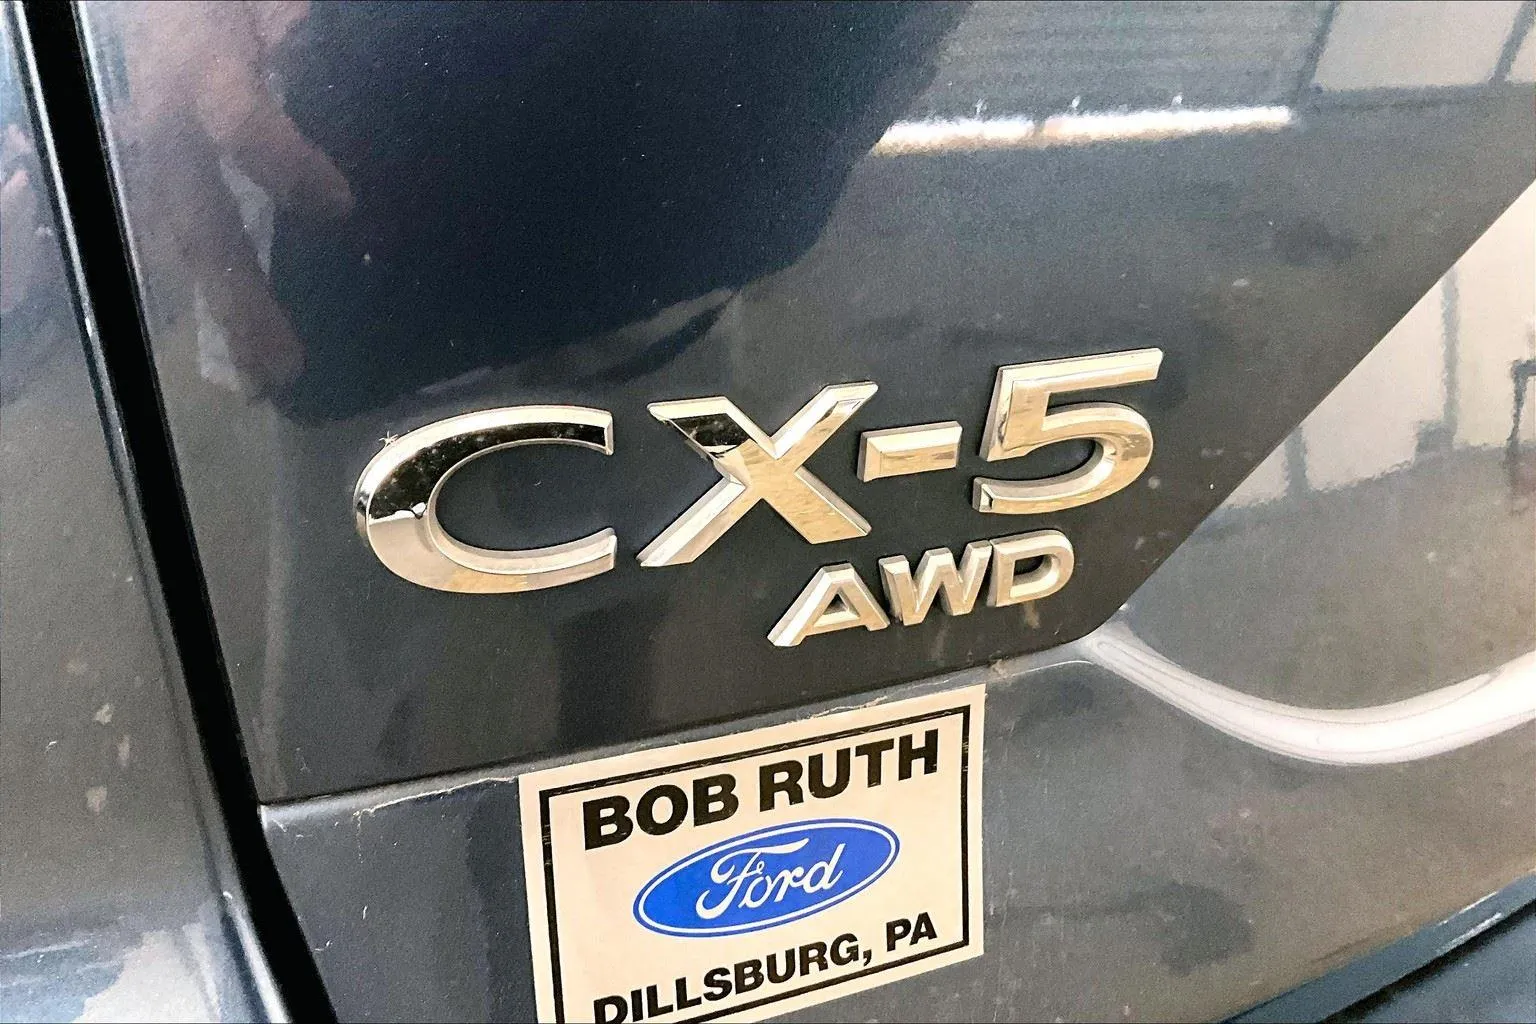 CX-5
AWD
BOB RUTH
Ford
DILLSBURG, PA